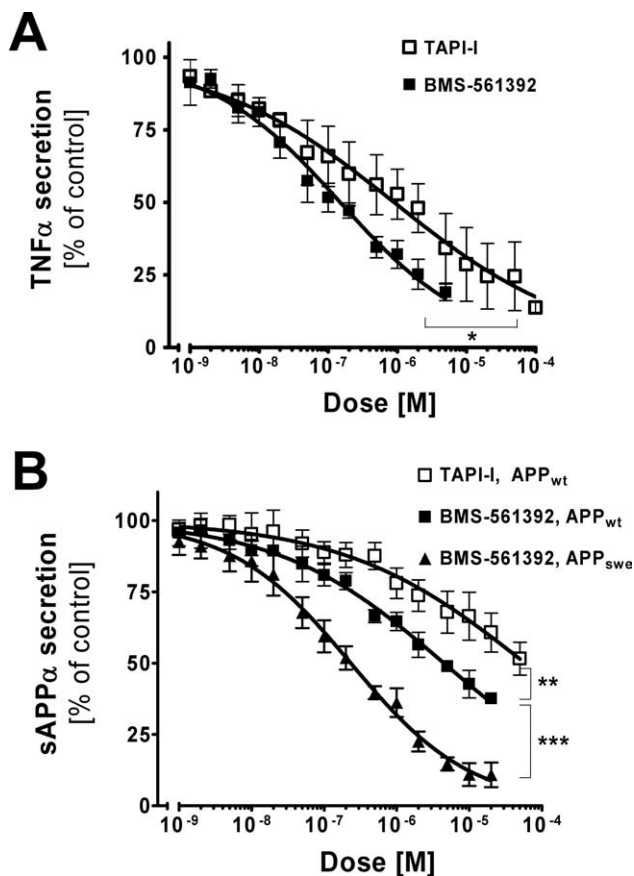 A
TAPI-I
BMS-561392
TNFα secretion
[% of control]
100
75
50
25
0
*
10⁻⁹ 10⁻⁸ 10⁻⁷ 10⁻⁶ 10⁻⁵ 10⁻⁴
Dose [M]
B
TAPI-I, APPwt
BMS-561392, APPwt
BMS-561392, APPswe
sAPPα secretion
[% of control]
100
75
50
25
0
**
***
10⁻⁹ 10⁻⁸ 10⁻⁷ 10⁻⁶ 10⁻⁵ 10⁻⁴
Dose [M]